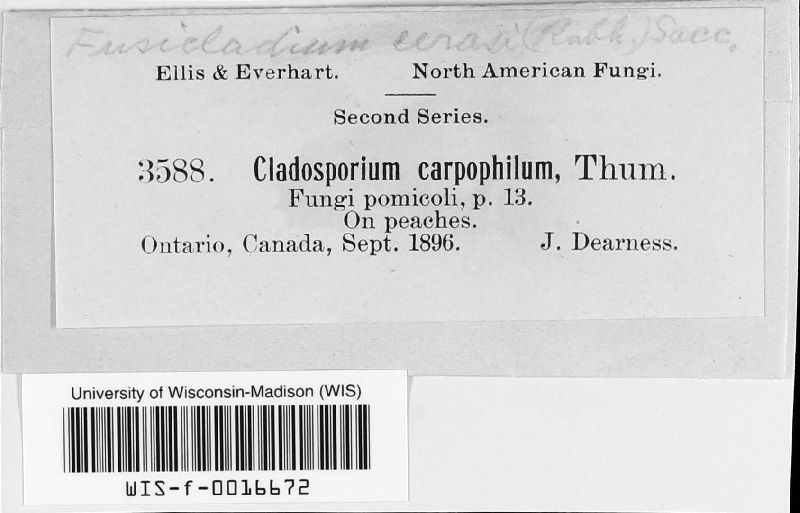 Fusicladium cerasi (Rabh.) Sacc.
Ellis & Everhart. North American Fungi.
Second Series.
3588. Cladosporium carpophilum, Thum.
Fungi pomicoli, p. 13.
On peaches.
Ontario, Canada, Sept. 1896. J. Dearness.
University of Wisconsin-Madison (WIS)
WIS-f-0016672